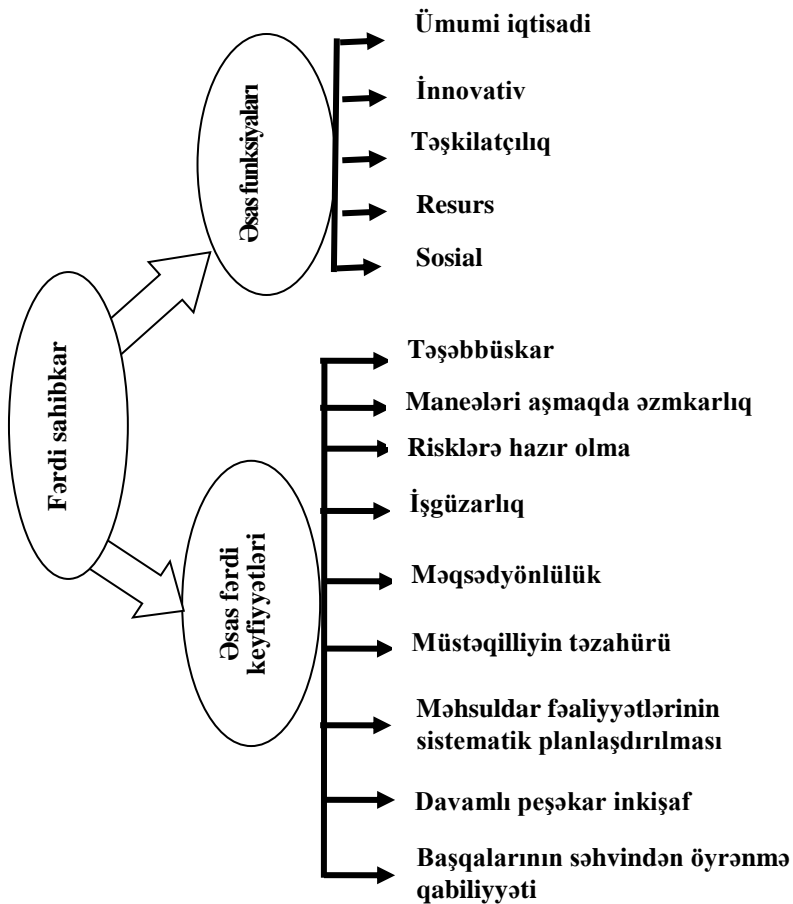 Fərdi sahibkar
Əsas funksiyaları
Ümumi iqtisadi
İnnovativ
Təşkilatçılıq
Resurs
Sosial
Əsas fərdi
keyfiyyətləri
Təşəbbüskar
Maneələri aşmaqda əzmkarlıq
Risklərə hazır olma
İşgüzarlıq
Məqsədyönlülük
Müstəqilliyin təzahürü
Məhsuldar fəaliyyətlərinin
sistematik planlaşdırılması
Davamlı peşəkar inkişaf
Başqalarının səhvindən öyrənmə
qabiliyyəti